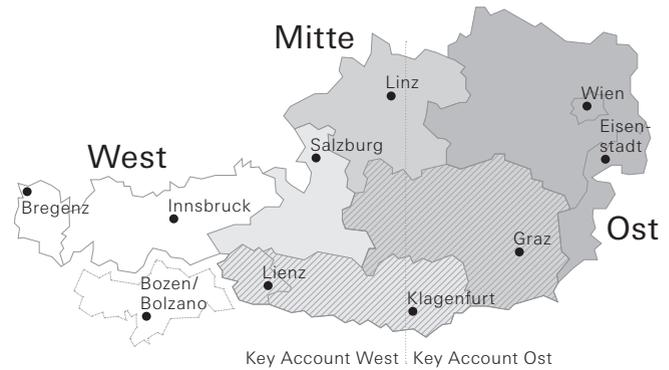 Mitte
Linz
Wien
Eisen-
stadt
Salzburg
West
Innsbruck
Bregenz
Ost
Graz
Lienz
Bozen/
Bolzano
Klagenfurt
Key Account West
Key Account Ost